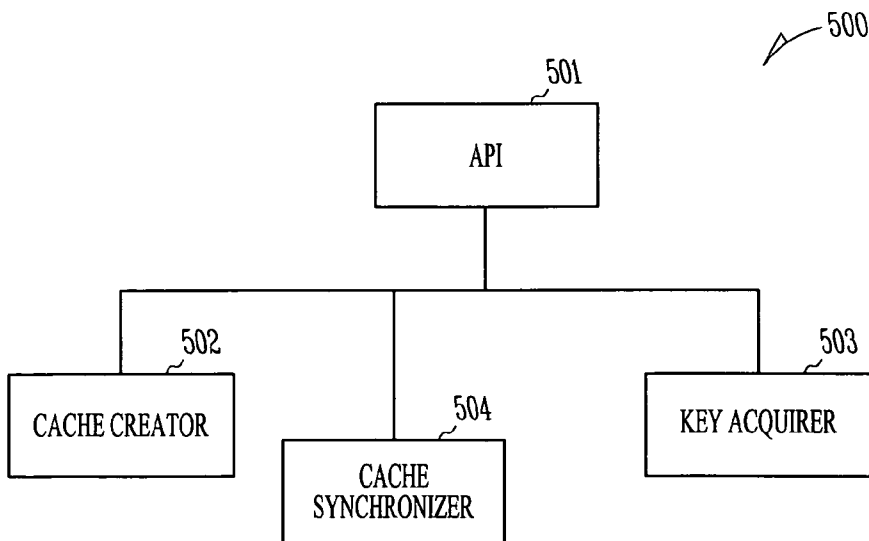 500
501
API
502
CACHE CREATOR
504
CACHE
SYNCHRONIZER
503
KEY ACQUIRER